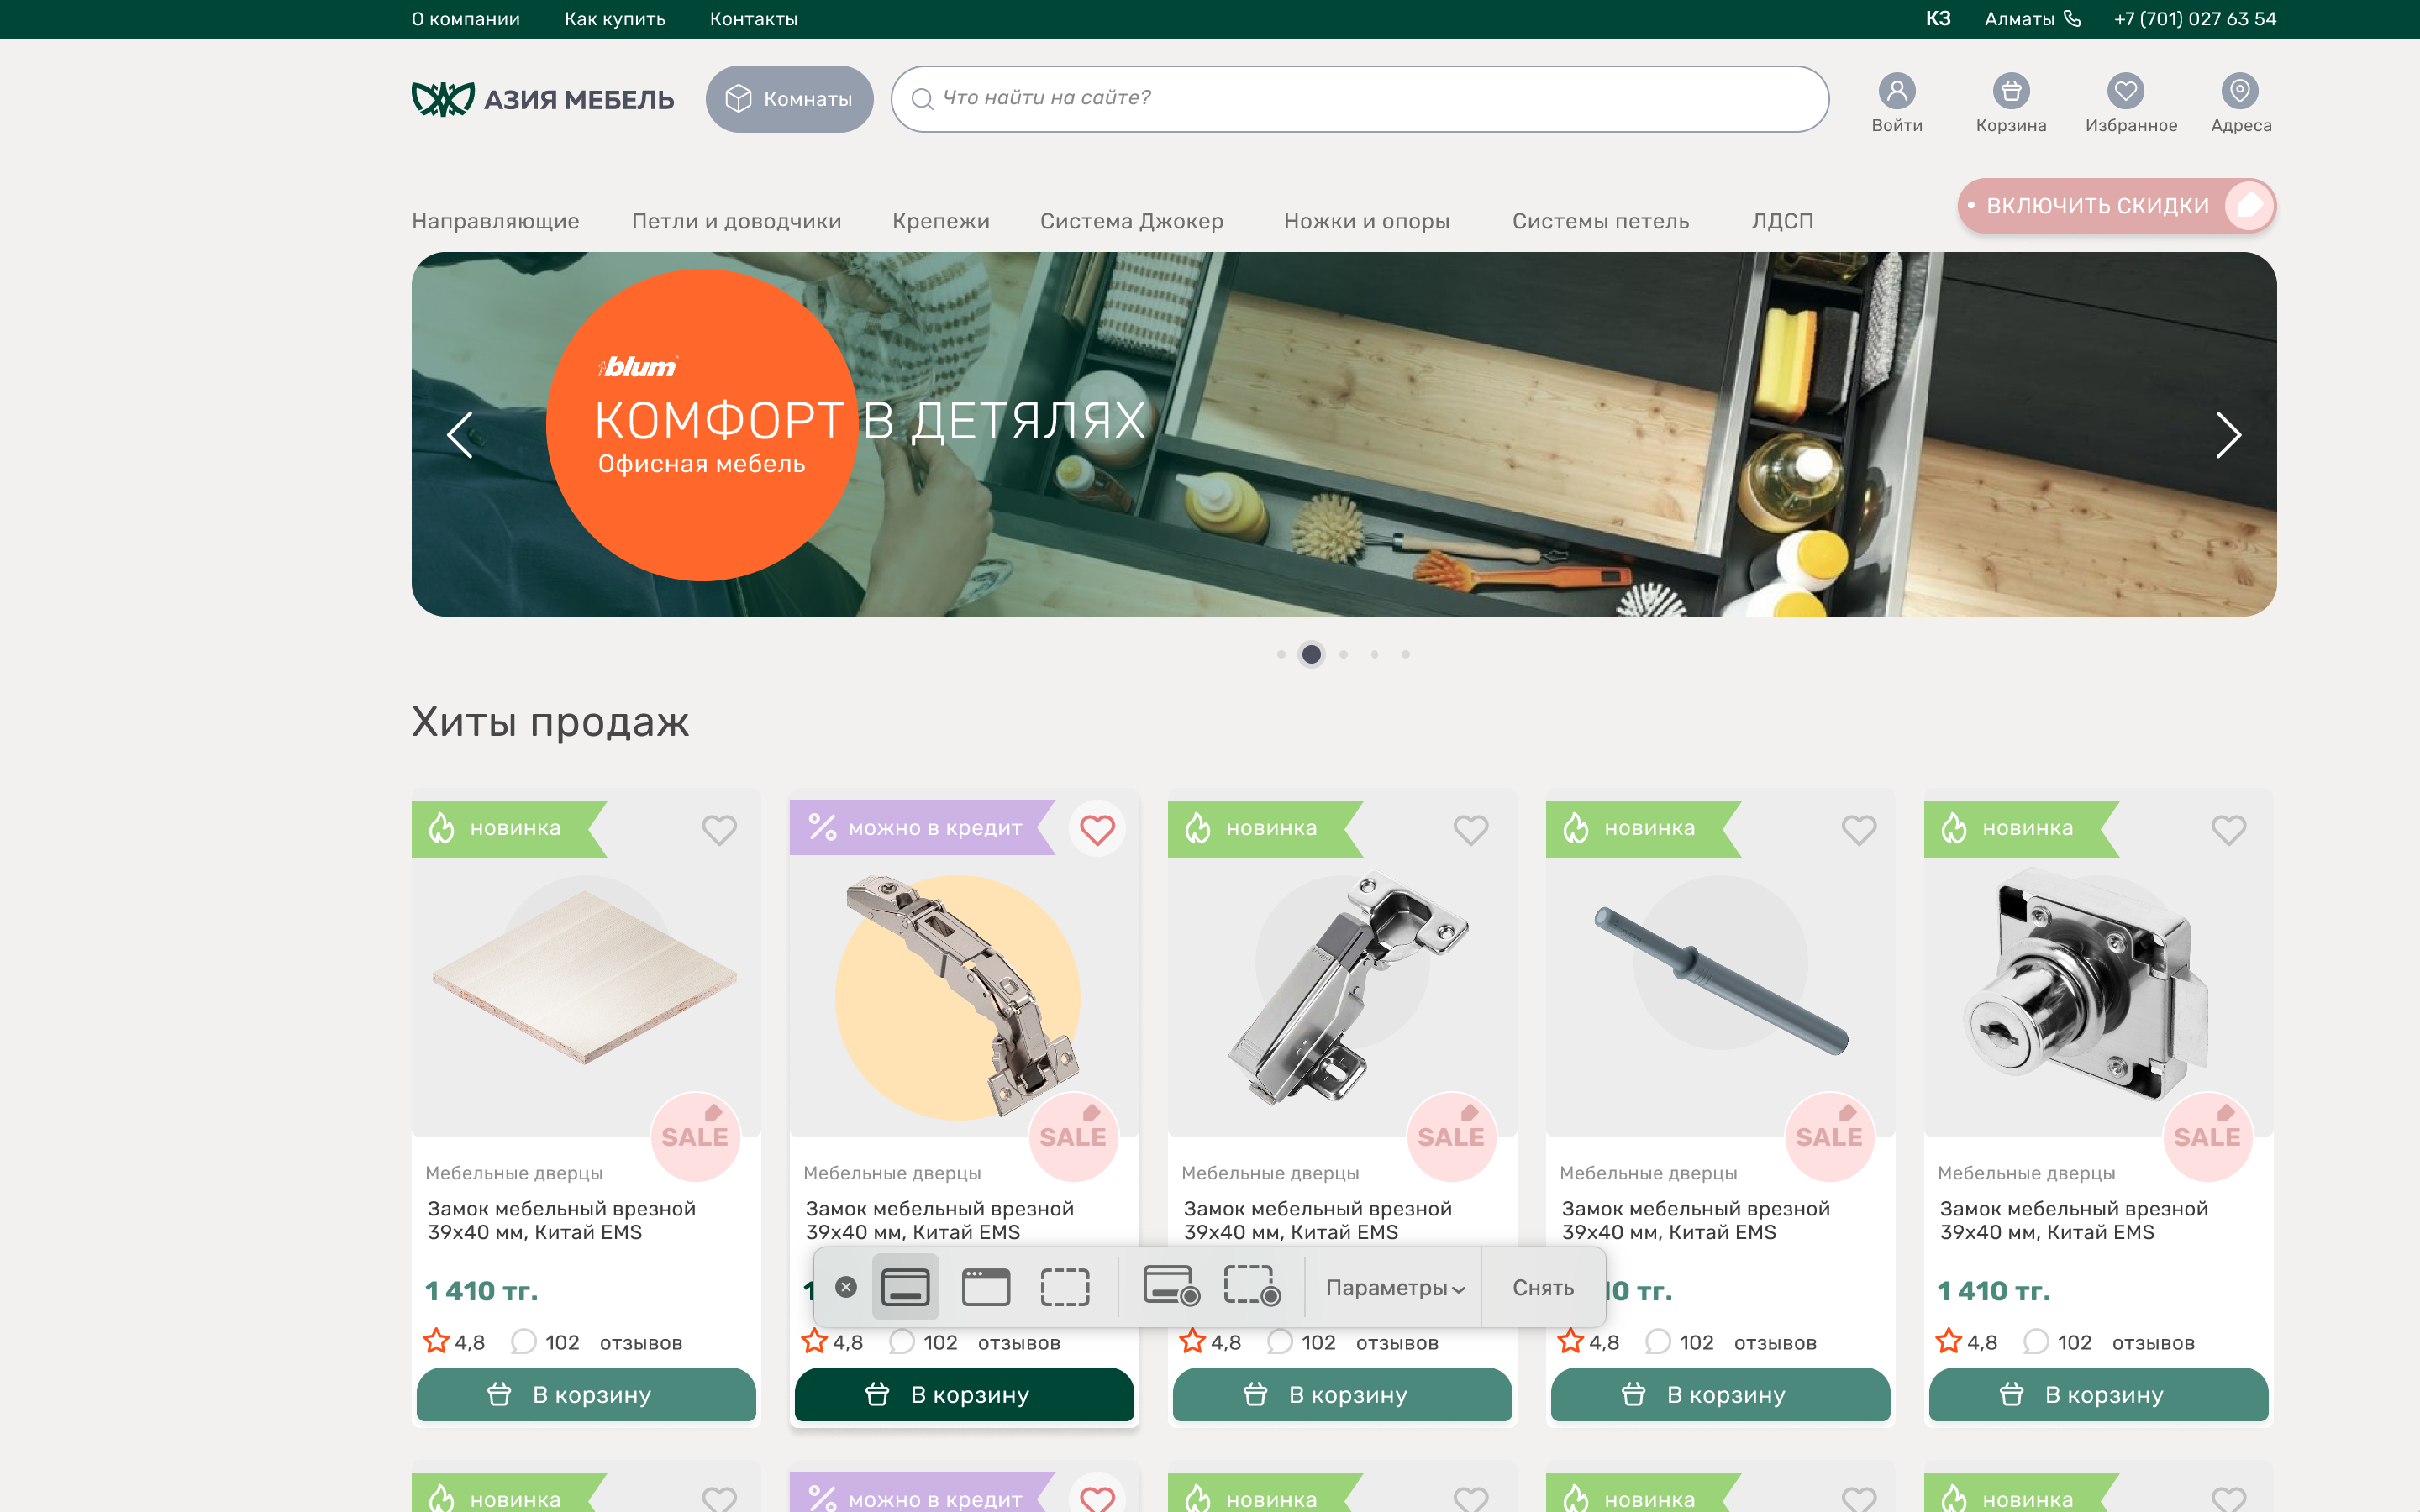 О компании Как купить Контакты КЗ Алматы +7 (701) 027 63 54
АЗИЯ МЕБЕЛЬ Комнаты Что найти на сайте? Войти Корзина Избранное Адреса
Направляющие Петли и доводчики Крепежи Система Джокер Ножки и опоры Системы петель ЛДСП • ВКЛЮЧИТЬ СКИДКИ
blum
КОМФОРТ В ДЕТЯЛЯХ
Офисная мебель
Хиты продаж
новинка можно в кредит новинка новинка новинка
SALE SALE SALE SALE SALE
Мебельные дверцы Мебельные дверцы Мебельные дверцы Мебельные дверцы Мебельные дверцы
Замок мебельный врезной Замок мебельный врезной Замок мебельный врезной Замок мебельный врезной Замок мебельный врезной
39х40 мм, Китай EMS 39х40 мм, Китай EMS 39х40 мм, Китай EMS 39х40 мм, Китай EMS 39х40 мм, Китай EMS
1 410 тг. 1 Параметры Снять 0 тг. 1 410 тг.
4,8 102 отзывов 4,8 102 отзывов 4,8 102 отзывов 4,8 102 отзывов 4,8 102 отзывов
В корзину В корзину В корзину В корзину В корзину
новинка можно в кредит новинка новинка новинка